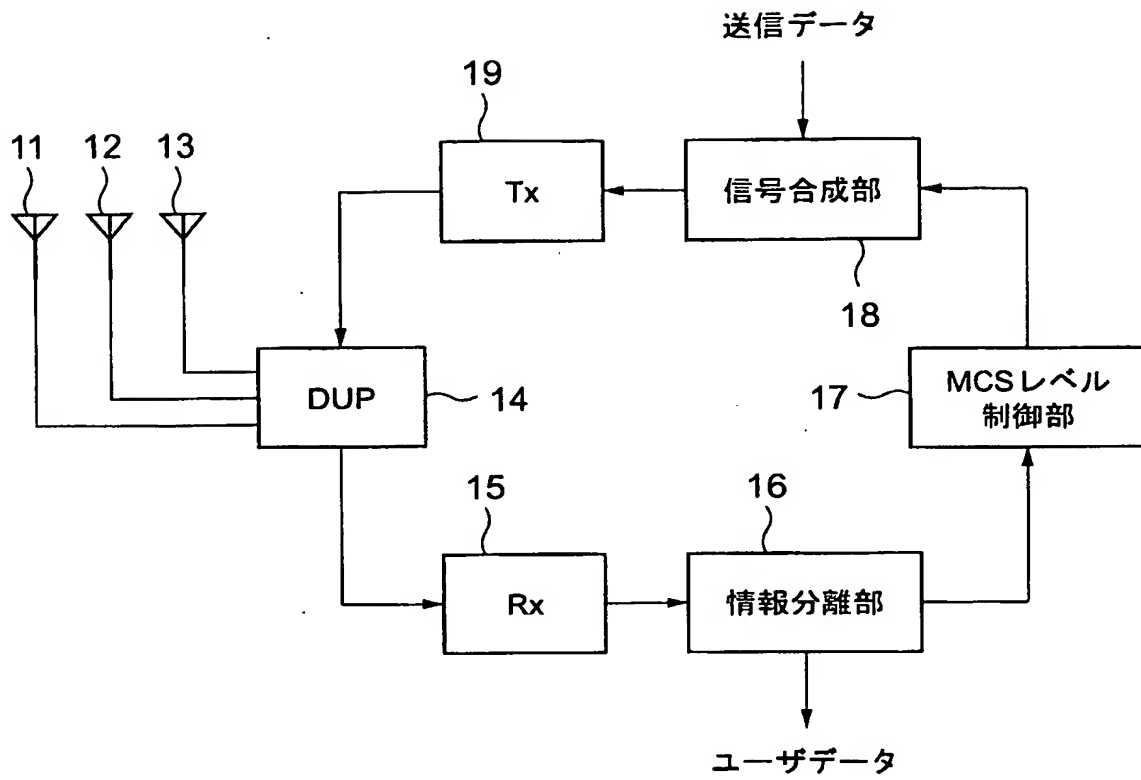 送信データ
19
11
12
13
Tx
信号合成部
18
DUP
14
17
MCSレベル
制御部
15
16
Rx
情報分離部
ユーザデータ